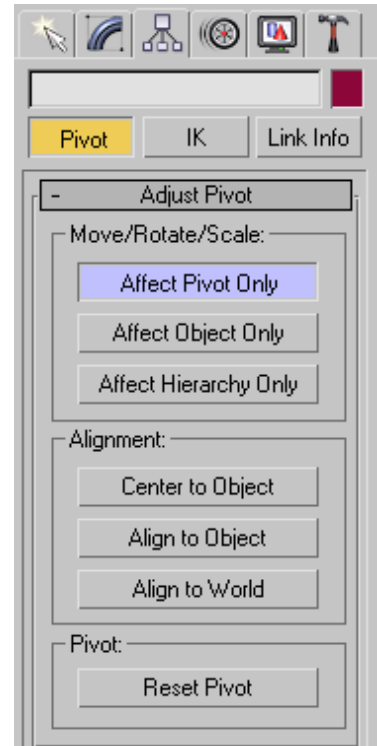 Pivot IK Link Info
- Adjust Pivot
Move/Rotate/Scale:
Affect Pivot Only
Affect Object Only
Affect Hierarchy Only
Alignment:
Center to Object
Align to Object
Align to World
Pivot:
Reset Pivot